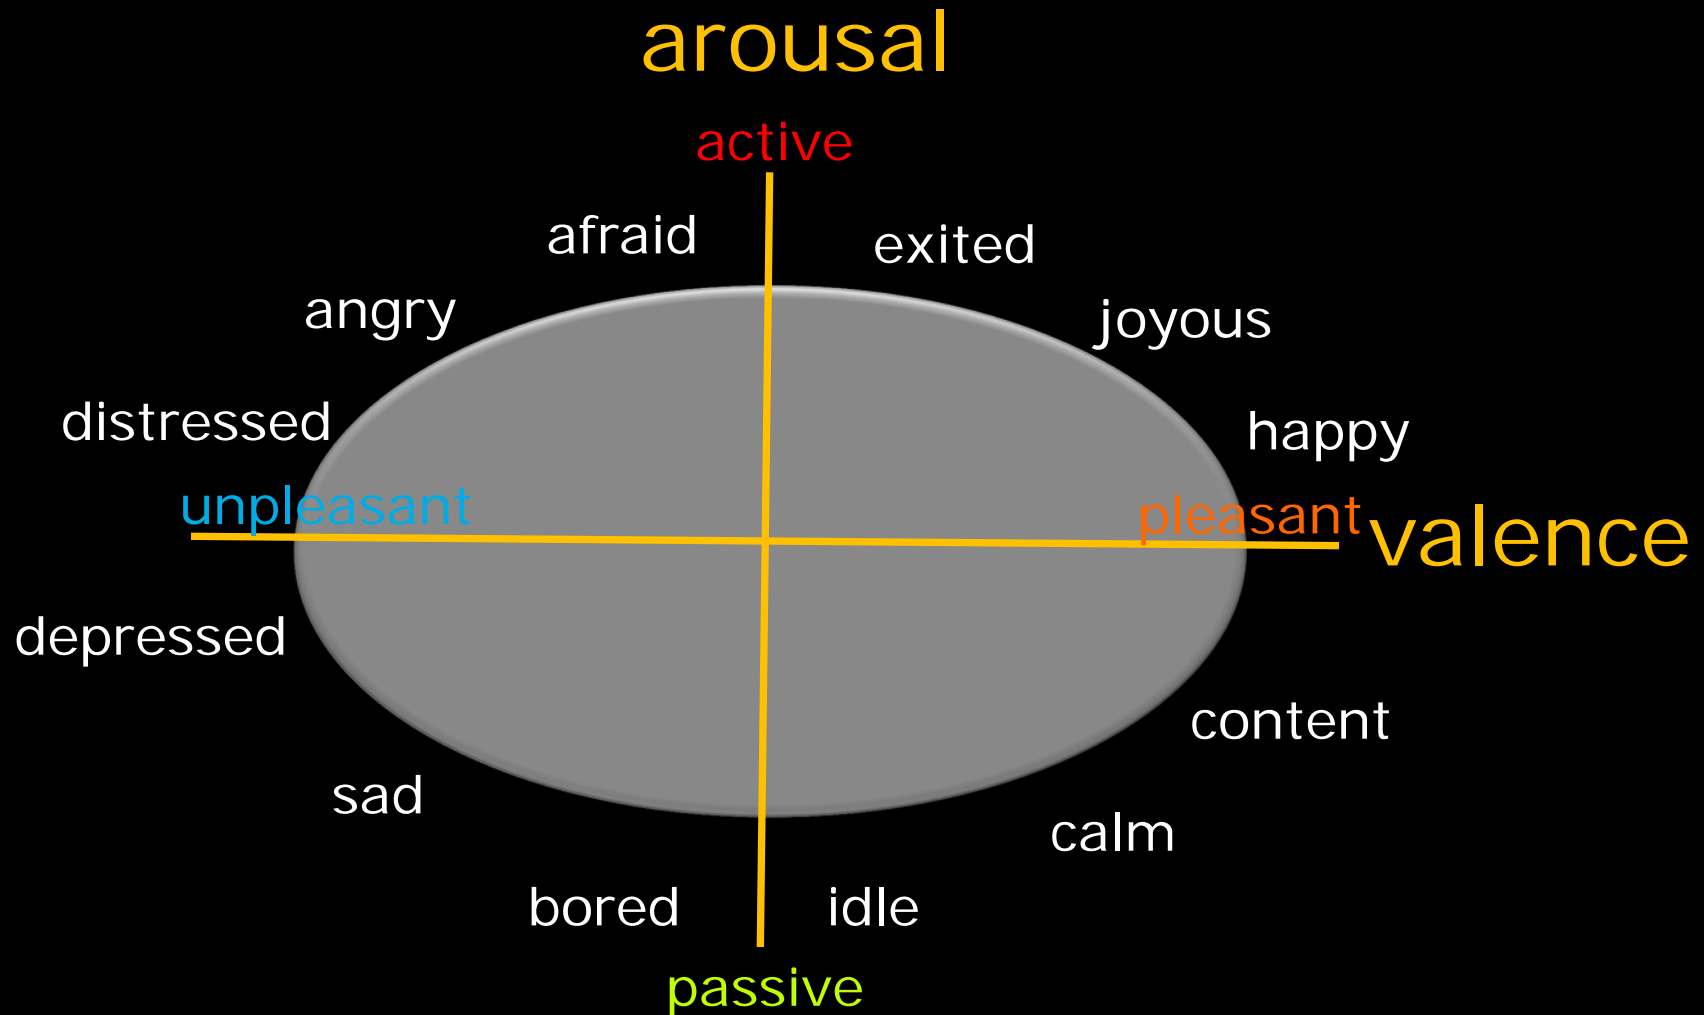 arousal
active
afraid
exited
angry
joyous
distressed
happy
unpleasant
pleasant
valence
depressed
content
sad
calm
bored
idle
passive